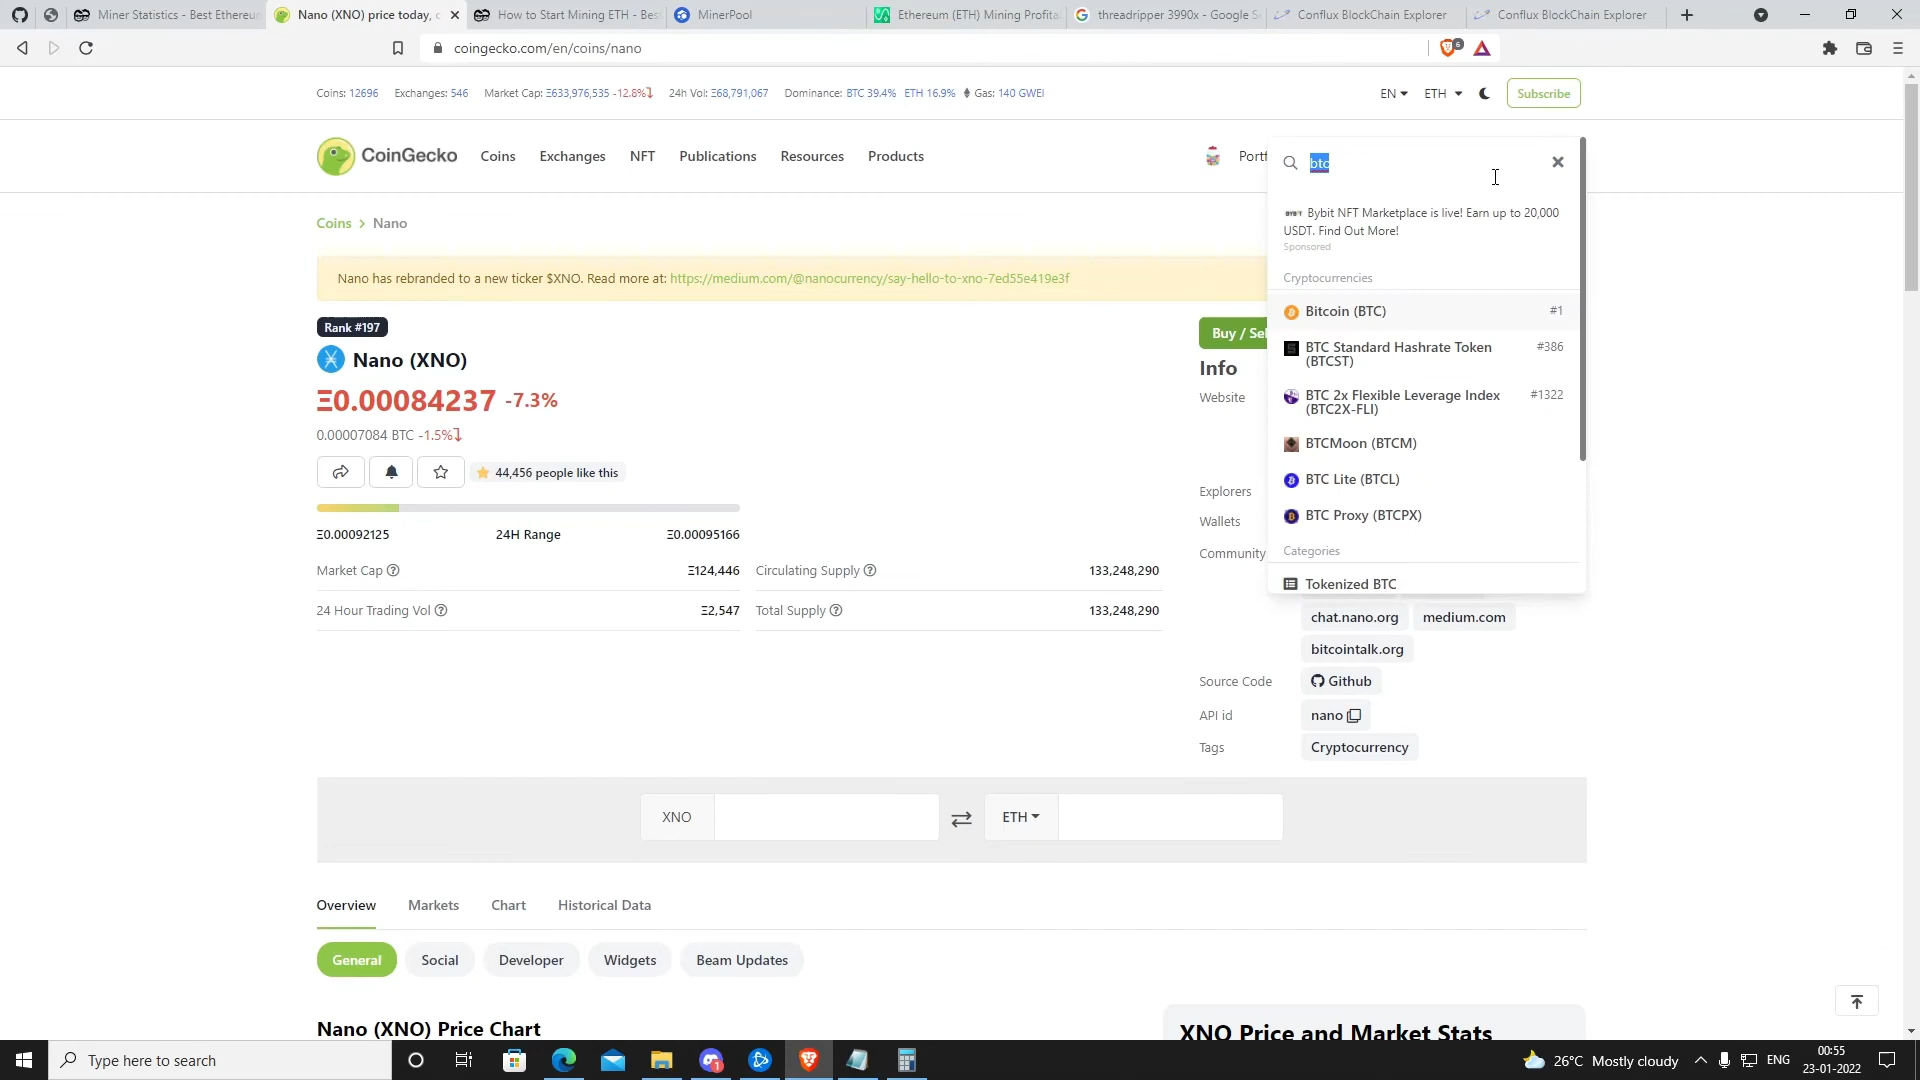 Miner Statistics - Best Ethereum
Nano (XNO) price today, c
How to Start Mining ETH - Bes
MinerPool
Ethereum (ETH) Mining Profita
threadripper 3990x - Google S
Conflux BlockChain Explorer
Conflux BlockChain Explorer
coingecko.com/en/coins/nano
6
Coins: 12696
Exchanges: 546
Market Cap: Ξ633,976,535 -12.8%
24h Vol: Ξ68,791,067
Dominance: BTC 39.4% ETH 16.9%
Gas: 140 GWEI
EN
ETH
Subscribe
CoinGecko
Coins
Exchanges
NFT
Publications
Resources
Products
Portf
btc
BYBIT Bybit NFT Marketplace is live! Earn up to 20,000
USDT. Find Out More!
Sponsored
Cryptocurrencies
Bitcoin (BTC) #1
BTC Standard Hashrate Token #386
(BTCST)
BTC 2x Flexible Leverage Index #1322
(BTC2X-FLI)
BTCMoon (BTCM)
BTC Lite (BTCL)
BTC Proxy (BTCPX)
Categories
Tokenized BTC
Coins > Nano
Nano has rebranded to a new ticker $XNO. Read more at: https://medium.com/@nanocurrency/say-hello-to-xno-7ed55e419e3f
Rank #197
Nano (XNO)
Ξ0.00084237 -7.3%
0.00007084 BTC -1.5%
44,456 people like this
Ξ0.00092125 24H Range Ξ0.00095166
Market Cap Ξ124,446
Circulating Supply 133,248,290
24 Hour Trading Vol Ξ2,547
Total Supply 133,248,290
Buy / Sel
Info
Website
Explorers
Wallets
Community
chat.nano.org
medium.com
bitcointalk.org
Source Code
Github
API id
nano
Tags
Cryptocurrency
XNO
ETH
Overview
Markets
Chart
Historical Data
General
Social
Developer
Widgets
Beam Updates
Nano (XNO) Price Chart
XNO Price and Market Stats
Type here to search
1
26°C Mostly cloudy
ENG
00:55
23-01-2022